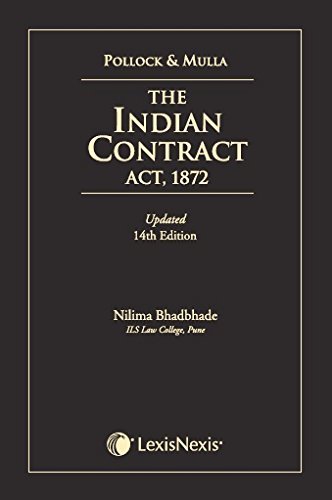 POLLOCK & MULLA
THE
INDIAN
CONTRACT
ACT, 1872
Updated
14th Edition
Nilima Bhadbhade
ILS Law College, Pune
LexisNexis®